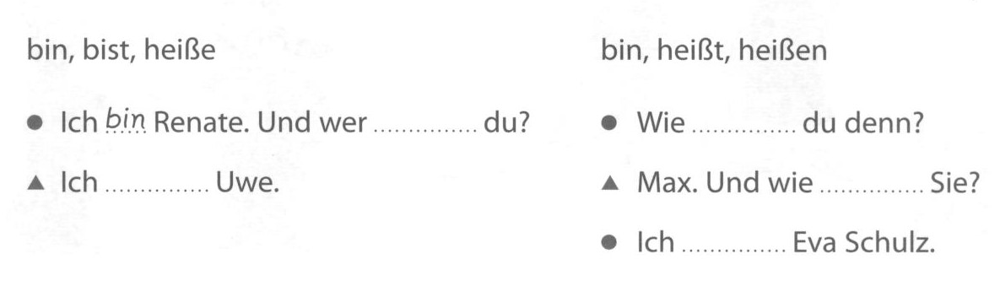 bin, bist, heiße
● Ich bin Renate. Und wer ............... du?
▲ Ich ............... Uwe.
bin, heißt, heißen
● Wie ............... du denn?
▲ Max. Und wie ............... Sie?
● Ich ............... Eva Schulz.